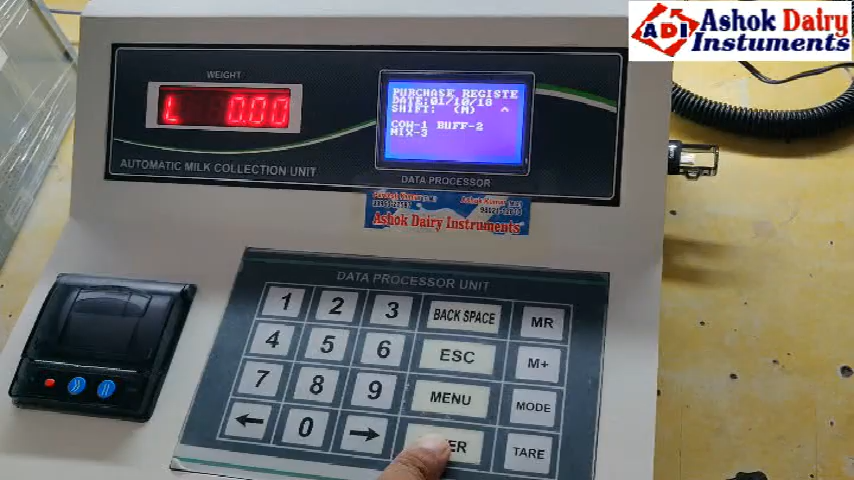 ADI Ashok Dairy
Instruments
WEIGHT
L 0.00
PURCHASE REGISTE
DATE:01/10/18
SHIFT: (M) ^
COW-1 BUFF-2
MIX-3
AUTOMATIC MILK COLLECTION UNIT
DATA PROCESSOR
Ashok Dairy Instruments
DATA PROCESSOR UNIT
1 2 3 BACK SPACE MR
4 5 6 ESC M+
7 8 9 MENU MODE
← 0 → ER TARE